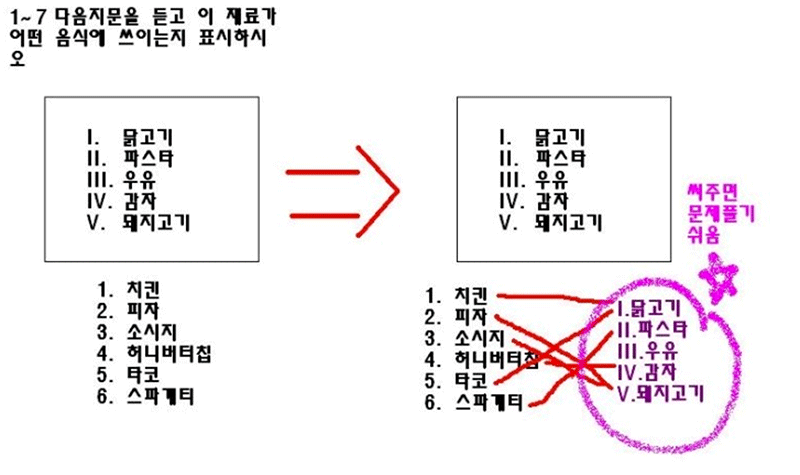 1~7 다음지문을 듣고 이 재료가
어떤 음식에 쓰이는지 표시하시
오
I. 닭고기
II. 파스타
III. 우유
IV. 감자
V. 돼지고기
1. 치킨
2. 피자
3. 소시지
4. 허니버터칩
5. 타코
6. 스파게티
I. 닭고기
II. 파스타
III. 우유
IV. 감자
V. 돼지고기
써주면
문제풀기
쉬움
1. 치킨
2. 피자
3. 소시지
4. 허니버터칩
5. 타코
6. 스파게티
I.닭고기
II.파스타
III.우유
IV.감자
V.돼지고기